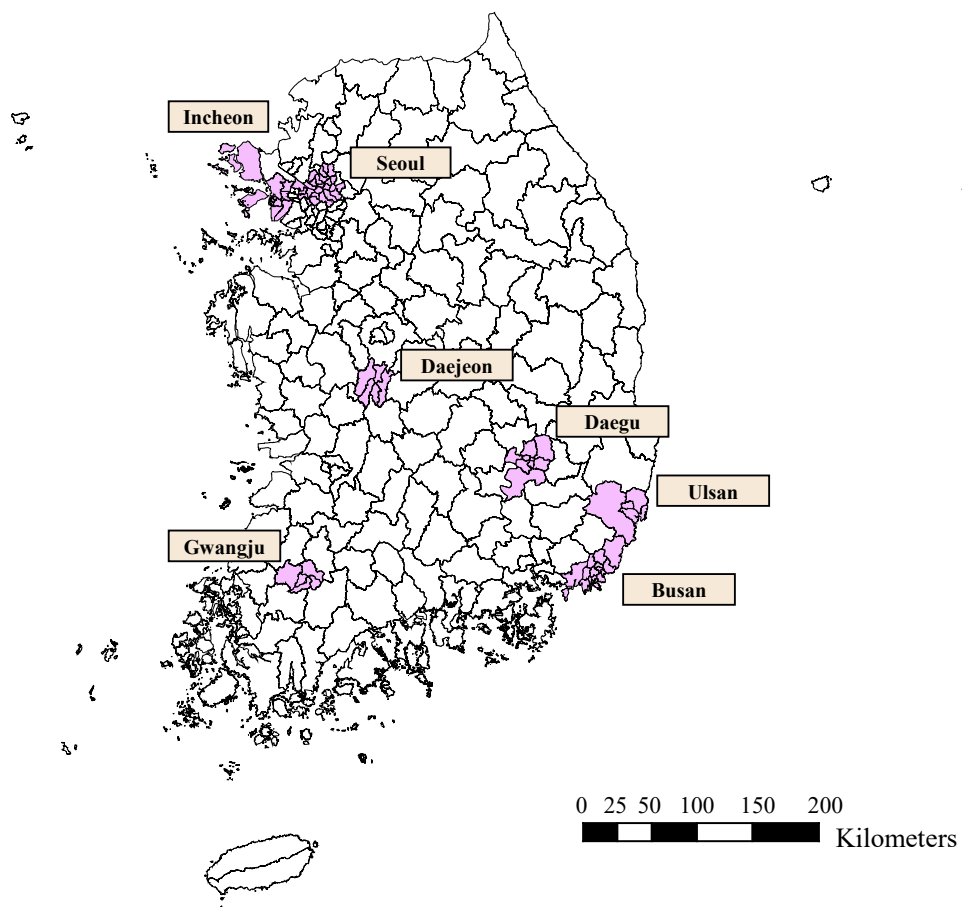 Incheon
Seoul
Daejeon
Daegu
Ulsan
Gwangju
Busan
0 25 50 100 150 200
Kilometers